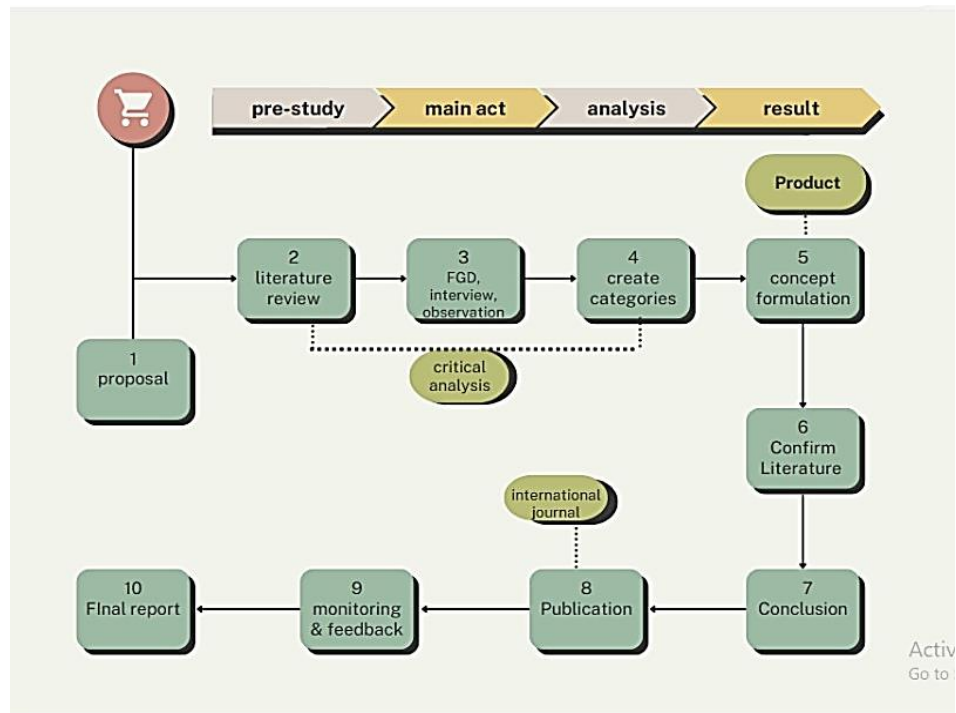 pre-study
main act
analysis
result
Product
2
literature
review
3
FGD,
interview,
observation
4
create
categories
5
concept
formulation
1
proposal
critical
analysis
6
Confirm
Literature
international
journal
10
FInal report
9
monitoring
& feedback
8
Publication
7
Conclusion
Activ
Go to